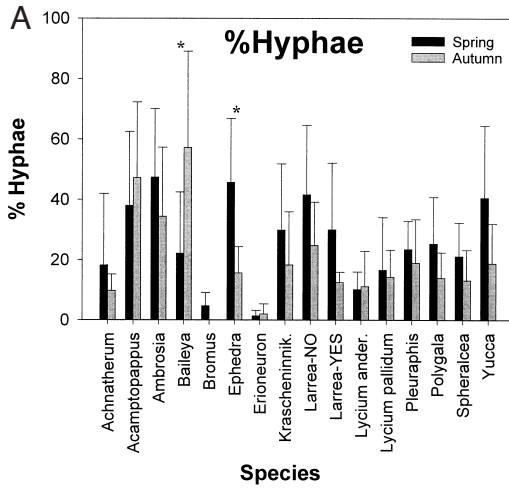 A
%Hyphae
Spring
Autumn
% Hyphae
100
80
60
40
20
0
*
*
Achnatherum
Acamptopappus
Ambrosia
Baileya
Bromus
Ephedra
Erioneuron
Krascheninnik.
Larrea-NO
Larrea-YES
Lycium ander.
Lycium pallidum
Pleuraphis
Polygala
Spheralcea
Yucca
Species